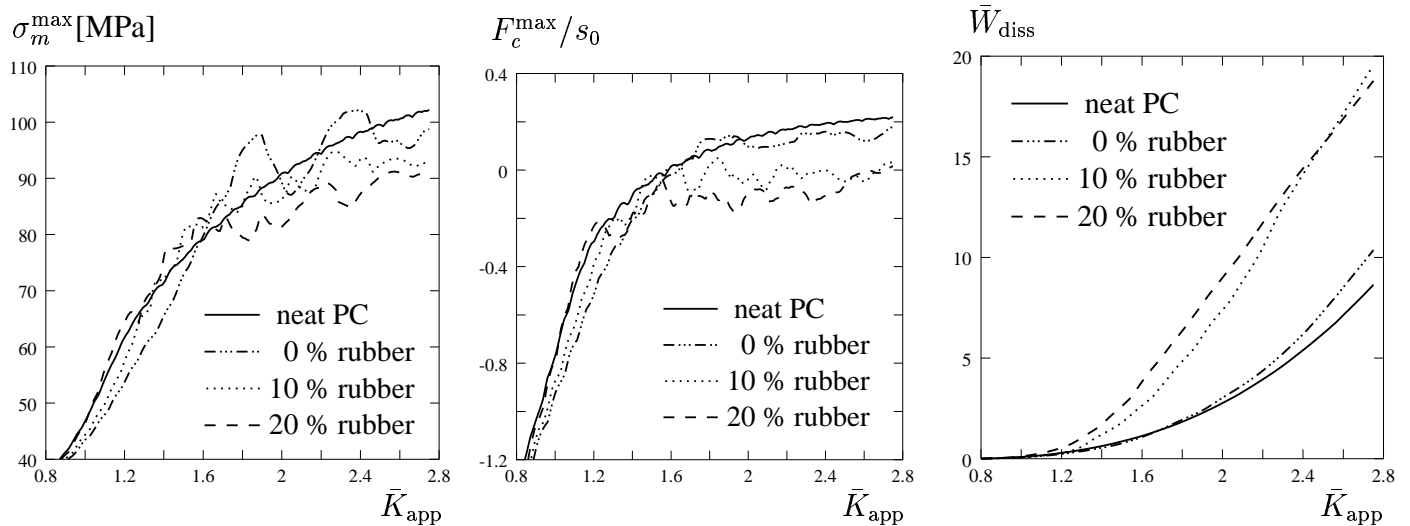 σ_m^max [MPa]
110
100
90
80
70
60
50
40
0.8 1.2 1.6 2 2.4 2.8
K̄_app
neat PC
0 % rubber
10 % rubber
20 % rubber
F_c^max/s_0
0.4
0
-0.4
-0.8
-1.2
0.8 1.2 1.6 2 2.4 2.8
K̄_app
neat PC
0 % rubber
10 % rubber
20 % rubber
W̄_diss
20
15
10
5
0
0.8 1.2 1.6 2 2.4 2.8
K̄_app
neat PC
0 % rubber
10 % rubber
20 % rubber